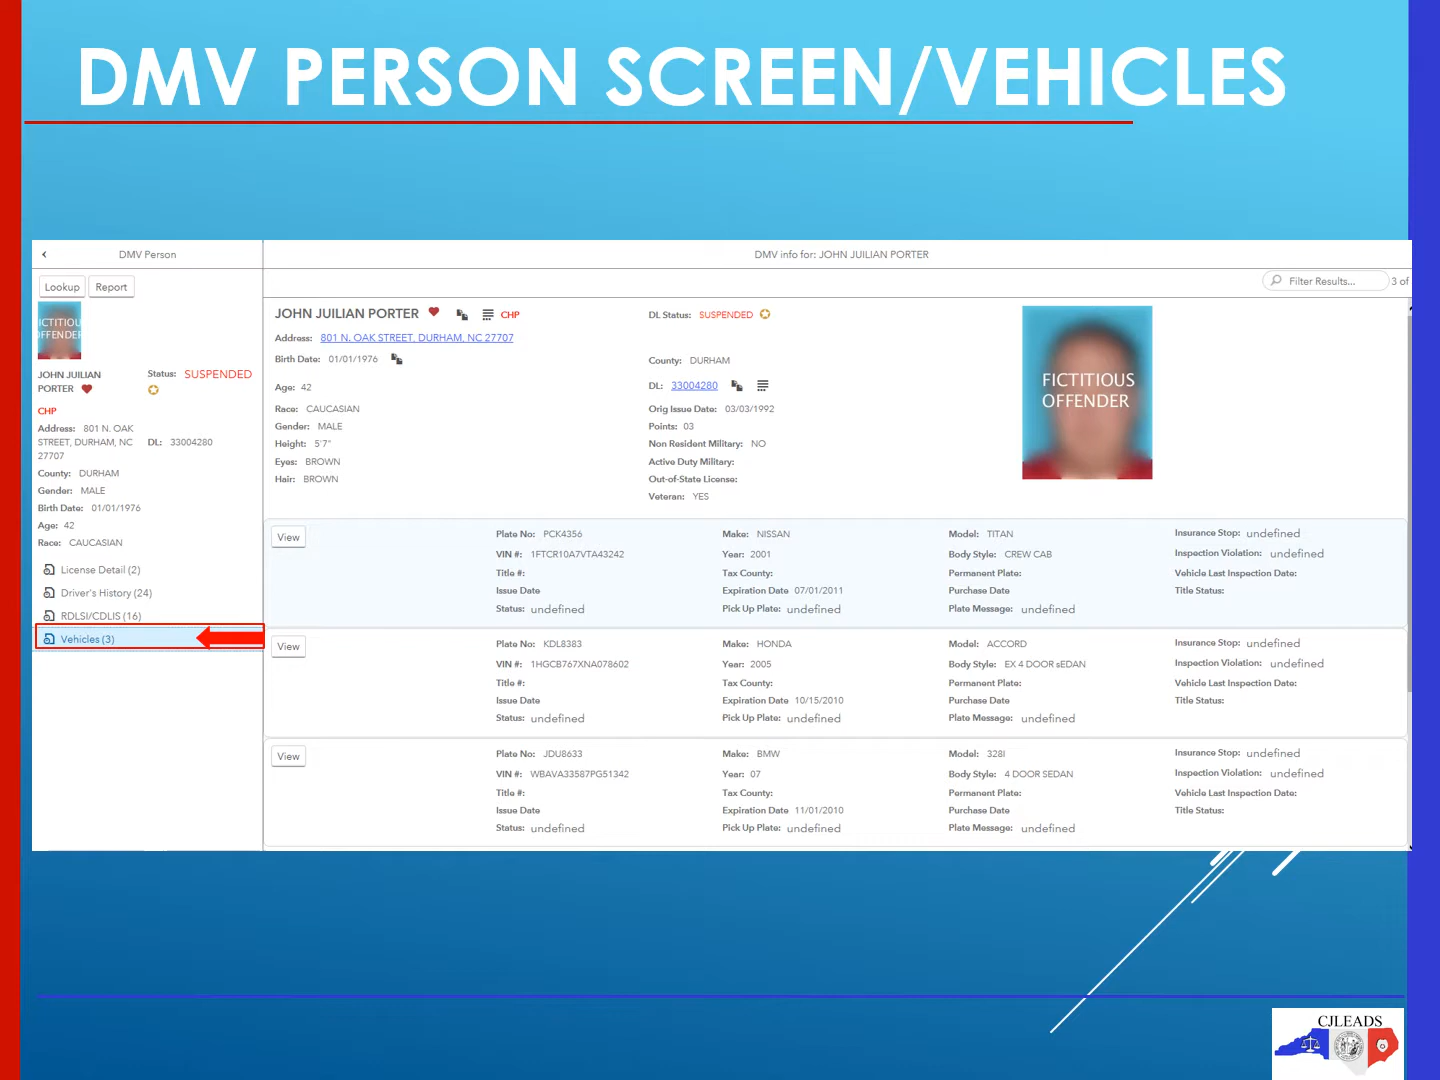 DMV PERSON SCREEN/VEHICLES
DMV Person
DMV info for: JOHN JUILIAN PORTER
Lookup Report
Filter Results... 3 of
ICTITIOUS
FFENDER
JOHN JUILIAN PORTER
Status: SUSPENDED
CHP
Address: 801 N. OAK STREET, DURHAM, NC 27707
DL: 33004280
County: DURHAM
Gender: MALE
Birth Date: 01/01/1976
Age: 42
Race: CAUCASIAN
License Detail (2)
Driver's History (24)
RDLSI/CDLIS (16)
Vehicles (3)
JOHN JUILIAN PORTER CHP
Address: 801 N. OAK STREET, DURHAM, NC 27707
Birth Date: 01/01/1976
Age: 42
Race: CAUCASIAN
Gender: MALE
Height: 5'7"
Eyes: BROWN
Hair: BROWN
DL Status: SUSPENDED
County: DURHAM
DL: 33004280
Orig Issue Date: 03/03/1992
Points: 03
Non Resident Military: NO
Active Duty Military:
Out-of-State License:
Veteran: YES
FICTITIOUS
OFFENDER
View
Plate No: PCK4356 Make: NISSAN Model: TITAN Insurance Stop: undefined
VIN #: 1FTCR10A7VTA43242 Year: 2001 Body Style: CREW CAB Inspection Violation: undefined
Title #: Tax County: Permanent Plate: Vehicle Last Inspection Date:
Issue Date Expiration Date 07/01/2011 Purchase Date Title Status:
Status: undefined Pick Up Plate: undefined Plate Message: undefined
View
Plate No: KDL8383 Make: HONDA Model: ACCORD Insurance Stop: undefined
VIN #: 1HGCB767XNA078602 Year: 2005 Body Style: EX 4 DOOR sEDAN Inspection Violation: undefined
Title #: Tax County: Permanent Plate: Vehicle Last Inspection Date:
Issue Date Expiration Date 10/15/2010 Purchase Date Title Status:
Status: undefined Pick Up Plate: undefined Plate Message: undefined
View
Plate No: JDU8633 Make: BMW Model: 328I Insurance Stop: undefined
VIN #: WBAVA33587PG51342 Year: 07 Body Style: 4 DOOR SEDAN Inspection Violation: undefined
Title #: Tax County: Permanent Plate: Vehicle Last Inspection Date:
Issue Date Expiration Date 11/01/2010 Purchase Date Title Status:
Status: undefined Pick Up Plate: undefined Plate Message: undefined
CJLEADS